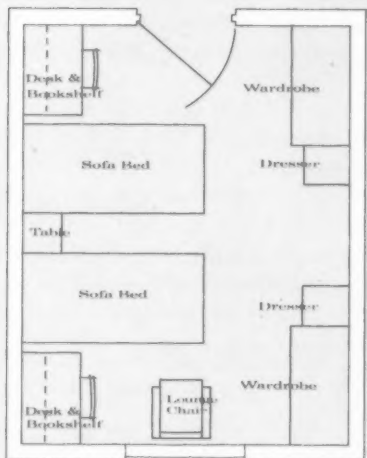 Desk &
Bookshelf
Wardrobe
Sofa Bed
Dresser
Table
Sofa Bed
Dresser
Wardrobe
Desk &
Bookshelf
Lounge
Chair